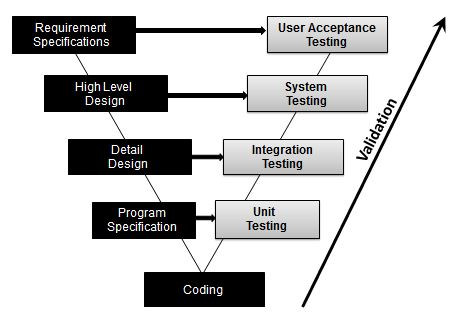 Requirement
Specifications
User Acceptance
Testing
High Level
Design
System
Testing
Detail
Design
Integration
Testing
Program
Specification
Unit
Testing
Coding
Validation